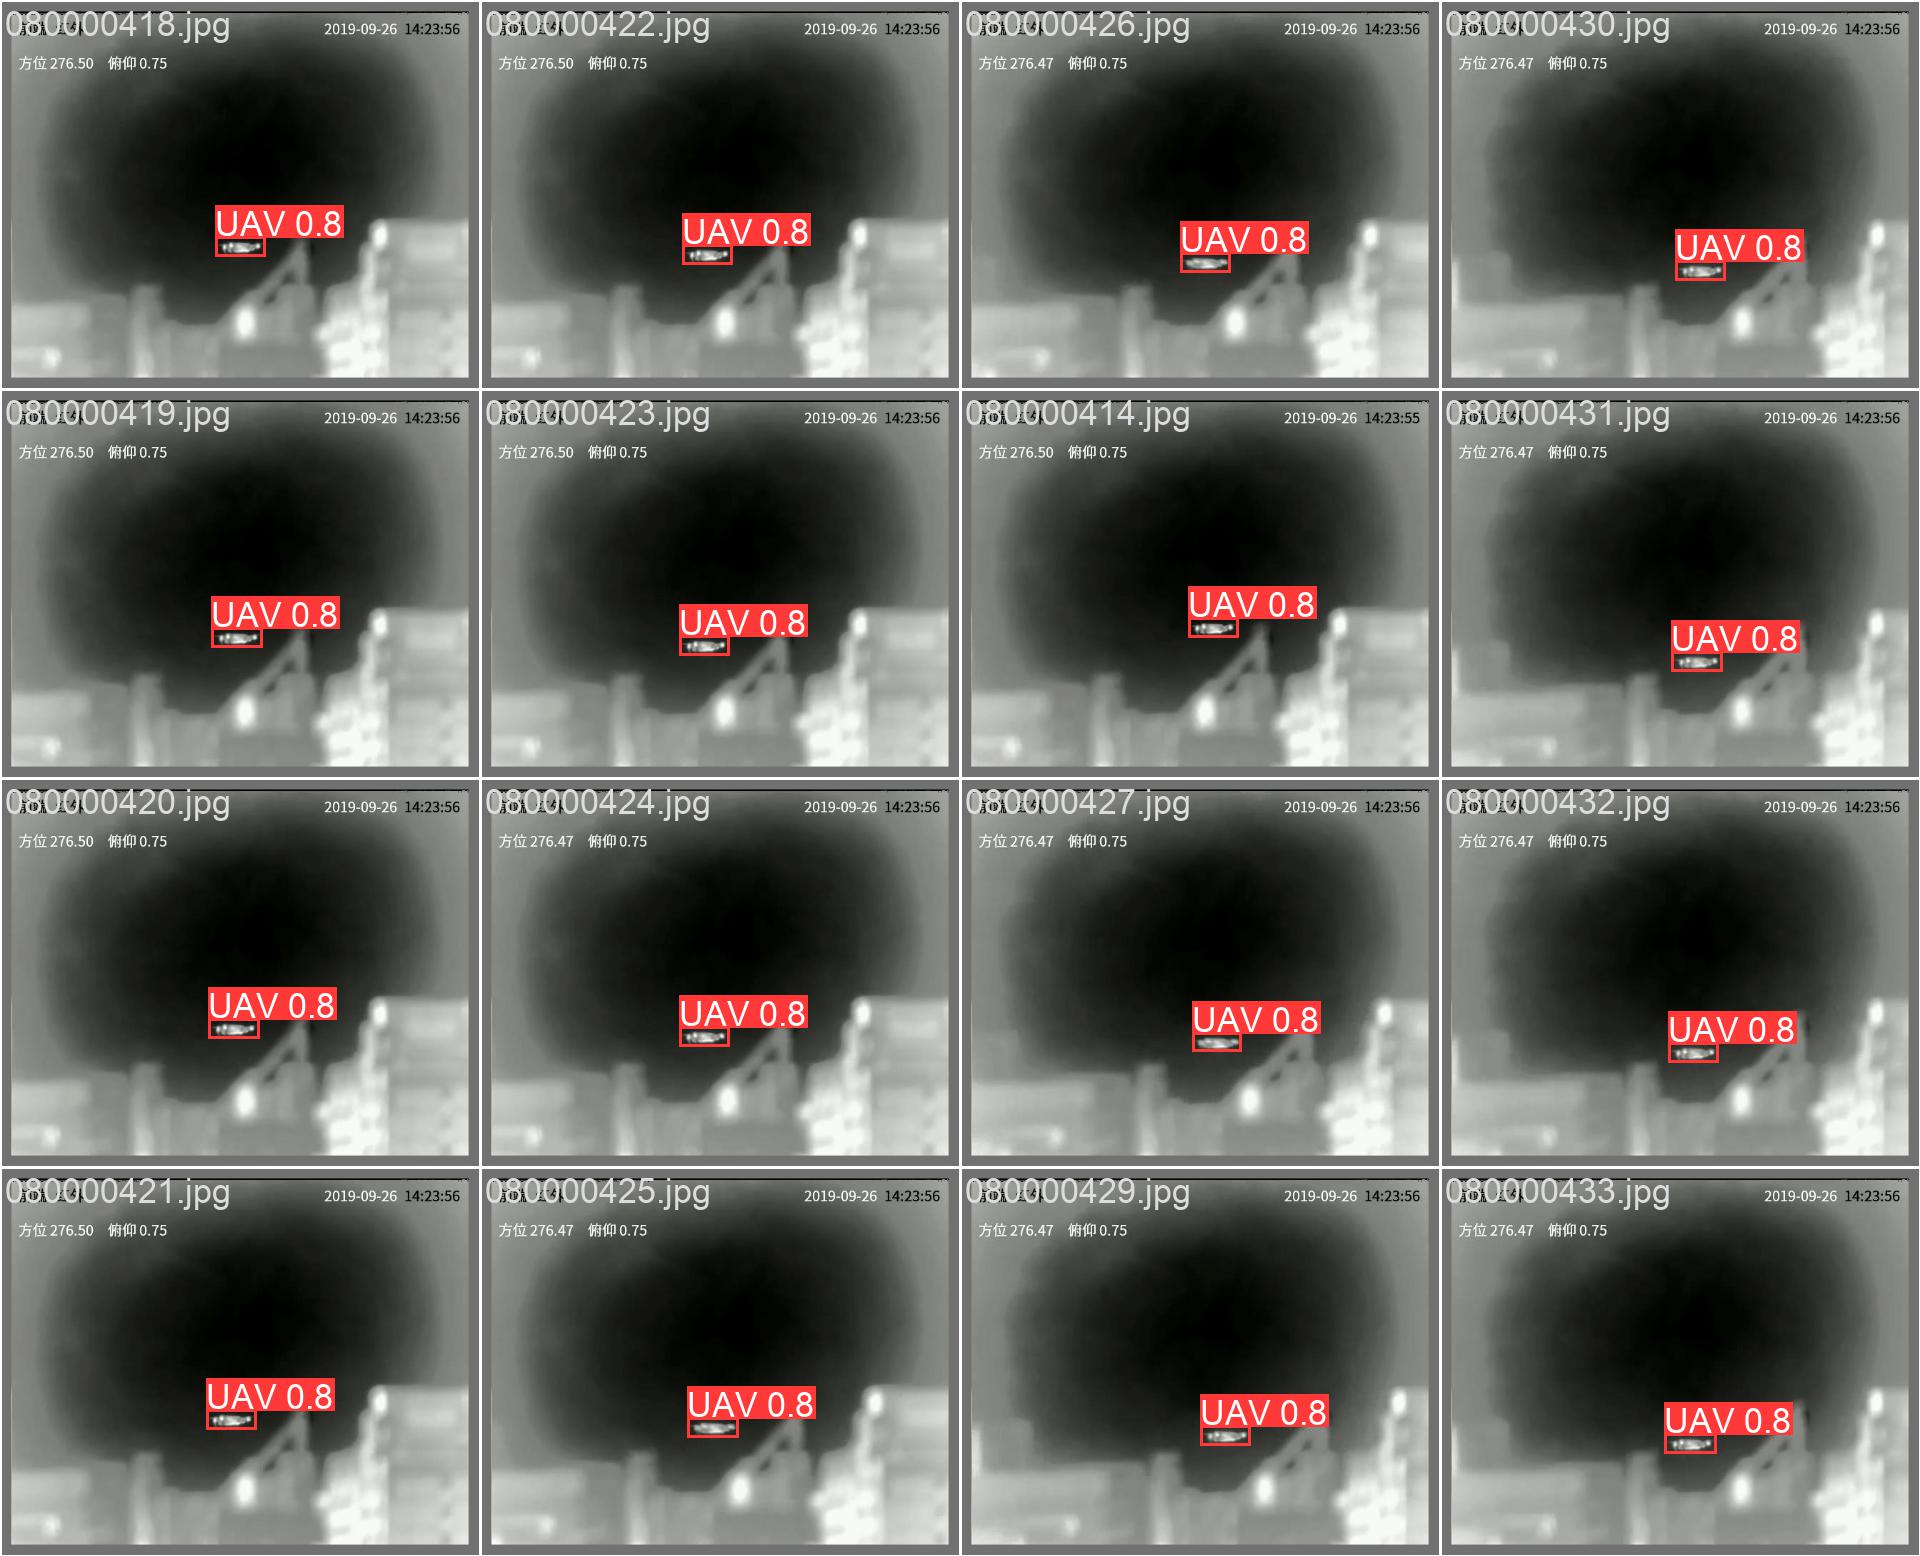 080000418.jpg 2019-09-26 14:23:56
方位 276.50 俯仰 0.75
UAV 0.8
080000422.jpg 2019-09-26 14:23:56
方位 276.50 俯仰 0.75
UAV 0.8
080000426.jpg 2019-09-26 14:23:56
方位 276.47 俯仰 0.75
UAV 0.8
080000430.jpg 2019-09-26 14:23:56
方位 276.47 俯仰 0.75
UAV 0.8
080000419.jpg 2019-09-26 14:23:56
方位 276.50 俯仰 0.75
UAV 0.8
080000423.jpg 2019-09-26 14:23:56
方位 276.50 俯仰 0.75
UAV 0.8
080000414.jpg 2019-09-26 14:23:55
方位 276.50 俯仰 0.75
UAV 0.8
080000431.jpg 2019-09-26 14:23:56
方位 276.47 俯仰 0.75
UAV 0.8
080000420.jpg 2019-09-26 14:23:56
方位 276.50 俯仰 0.75
UAV 0.8
080000424.jpg 2019-09-26 14:23:56
方位 276.47 俯仰 0.75
UAV 0.8
080000427.jpg 2019-09-26 14:23:56
方位 276.47 俯仰 0.75
UAV 0.8
080000432.jpg 2019-09-26 14:23:56
方位 276.47 俯仰 0.75
UAV 0.8
080000421.jpg 2019-09-26 14:23:56
方位 276.50 俯仰 0.75
UAV 0.8
080000425.jpg 2019-09-26 14:23:56
方位 276.47 俯仰 0.75
UAV 0.8
080000429.jpg 2019-09-26 14:23:56
方位 276.47 俯仰 0.75
UAV 0.8
080000433.jpg 2019-09-26 14:23:56
方位 276.47 俯仰 0.75
UAV 0.8